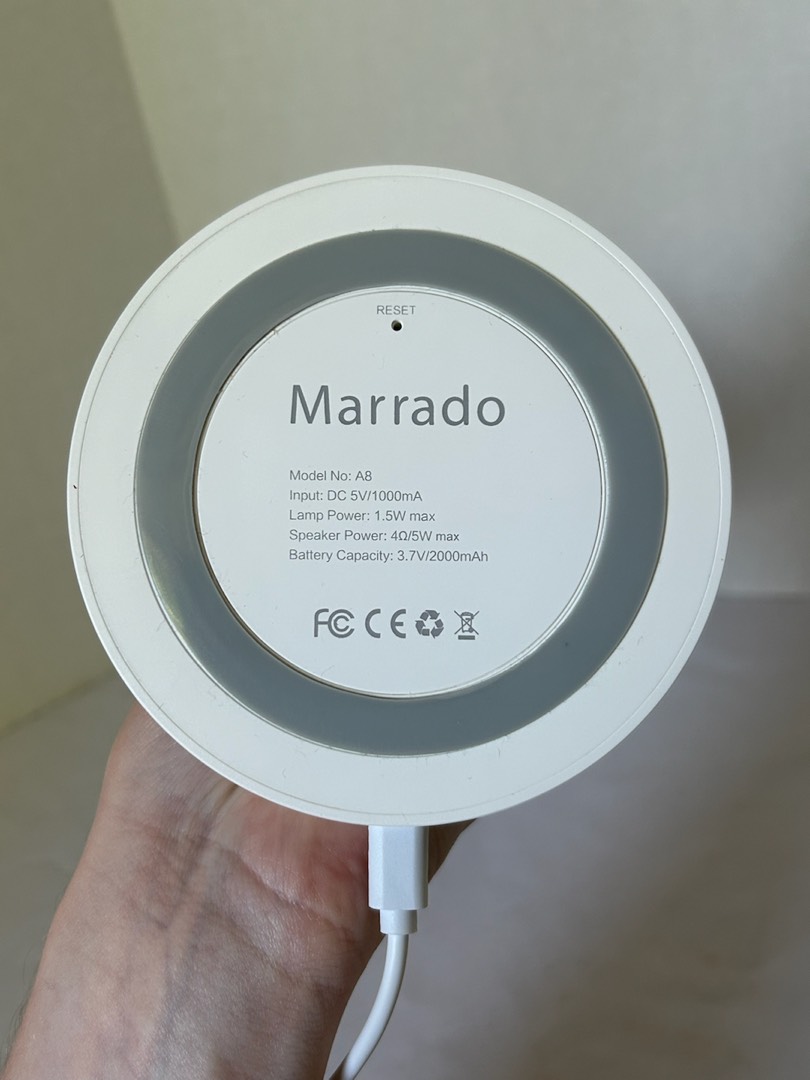 RESET
Marrado
Model No: A8
Input: DC 5V/1000mA
Lamp Power: 1.5W max
Speaker Power: 4Ω/5W max
Battery Capacity: 3.7V/2000mAh
FC CE